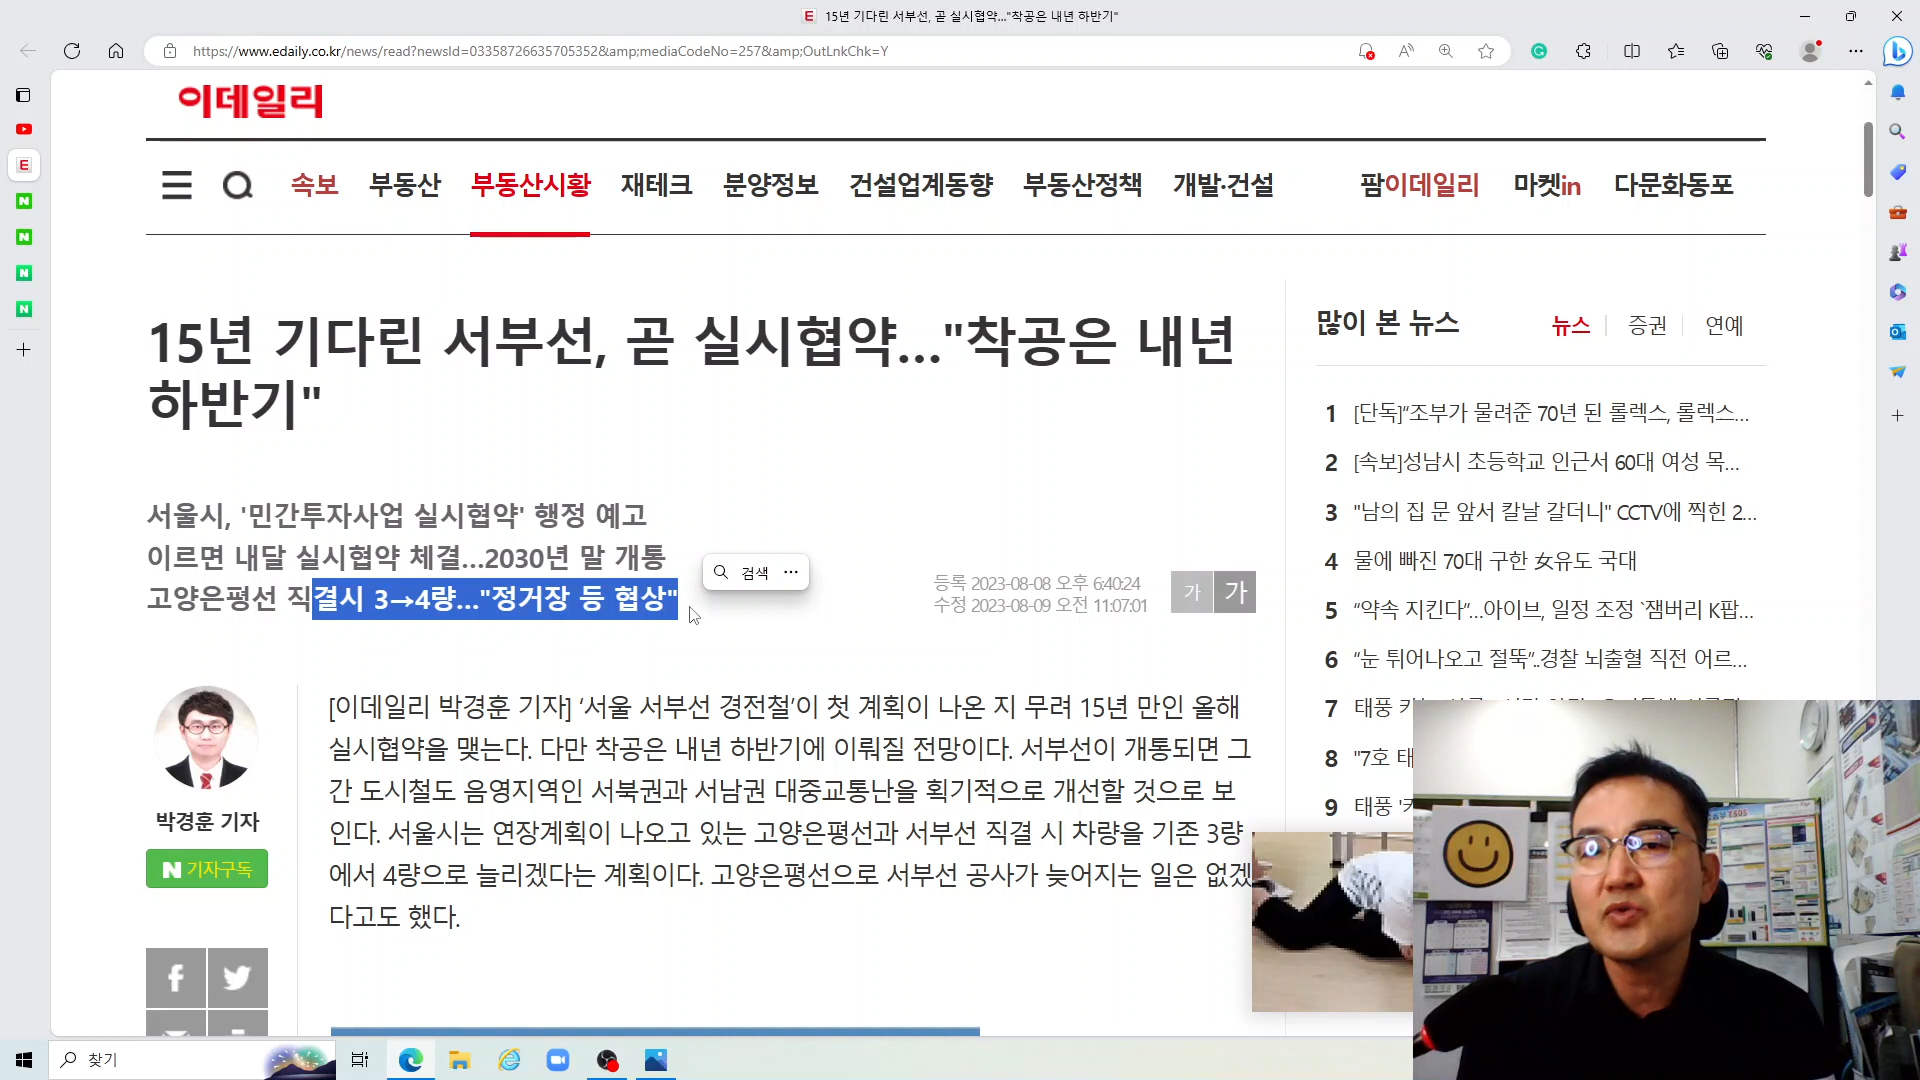 15년 기다린 서부선, 곧 실시협약..."착공은 내년 하반기"
https://www.edaily.co.kr/news/read?newsId=03358726635705352&amp;mediaCodeNo=257&amp;OutLnkChk=Y
이데일리
속보 부동산 부동산시황 재테크 분양정보 건설업계동향 부동산정책 개발·건설 팜이데일리 마켓in 다문화동포
15년 기다린 서부선, 곧 실시협약..."착공은 내년
하반기"
서울시, '민간투자사업 실시협약' 행정 예고
이르면 내달 실시협약 체결...2030년 말 개통
고양은평선 직결시 3→4량..."정거장 등 협상"
검색 ···
등록 2023-08-08 오후 6:40:24
수정 2023-08-09 오전 11:07:01
가 가
박경훈 기자
N 기자구독
[이데일리 박경훈 기자] ‘서울 서부선 경전철’이 첫 계획이 나온 지 무려 15년 만인 올해
실시협약을 맺는다. 다만 착공은 내년 하반기에 이뤄질 전망이다. 서부선이 개통되면 그
간 도시철도 음영지역인 서북권과 서남권 대중교통난을 획기적으로 개선할 것으로 보
인다. 서울시는 연장계획이 나오고 있는 고양은평선과 서부선 직결 시 차량을 기존 3량
에서 4량으로 늘리겠다는 계획이다. 고양은평선으로 서부선 공사가 늦어지는 일은 없겠
다고도 했다.
많이 본 뉴스 뉴스 증권 연예
1 [단독]“조부가 물려준 70년 된 롤렉스, 롤렉스...
2 [속보]성남시 초등학교 인근서 60대 여성 목...
3 "남의 집 문 앞서 칼날 갈더니" CCTV에 찍힌 2...
4 물에 빠진 70대 구한 女유도 국대
5 “약속 지킨다”...아이브, 일정 조정 `잼버리 K팝...
6 “눈 튀어나오고 절뚝”..경찰 뇌출혈 직전 어르...
7 태풍
8 "7호 태
9 태풍
찾기